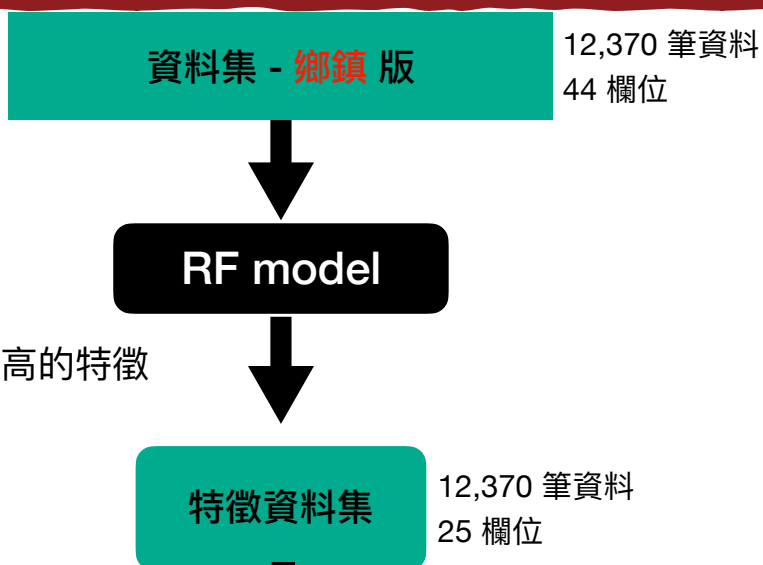 資料集 - 鄉鎮 版
12,370 筆資料
44 欄位
RF model
高的特徵
特徵資料集
12,370 筆資料
25 欄位